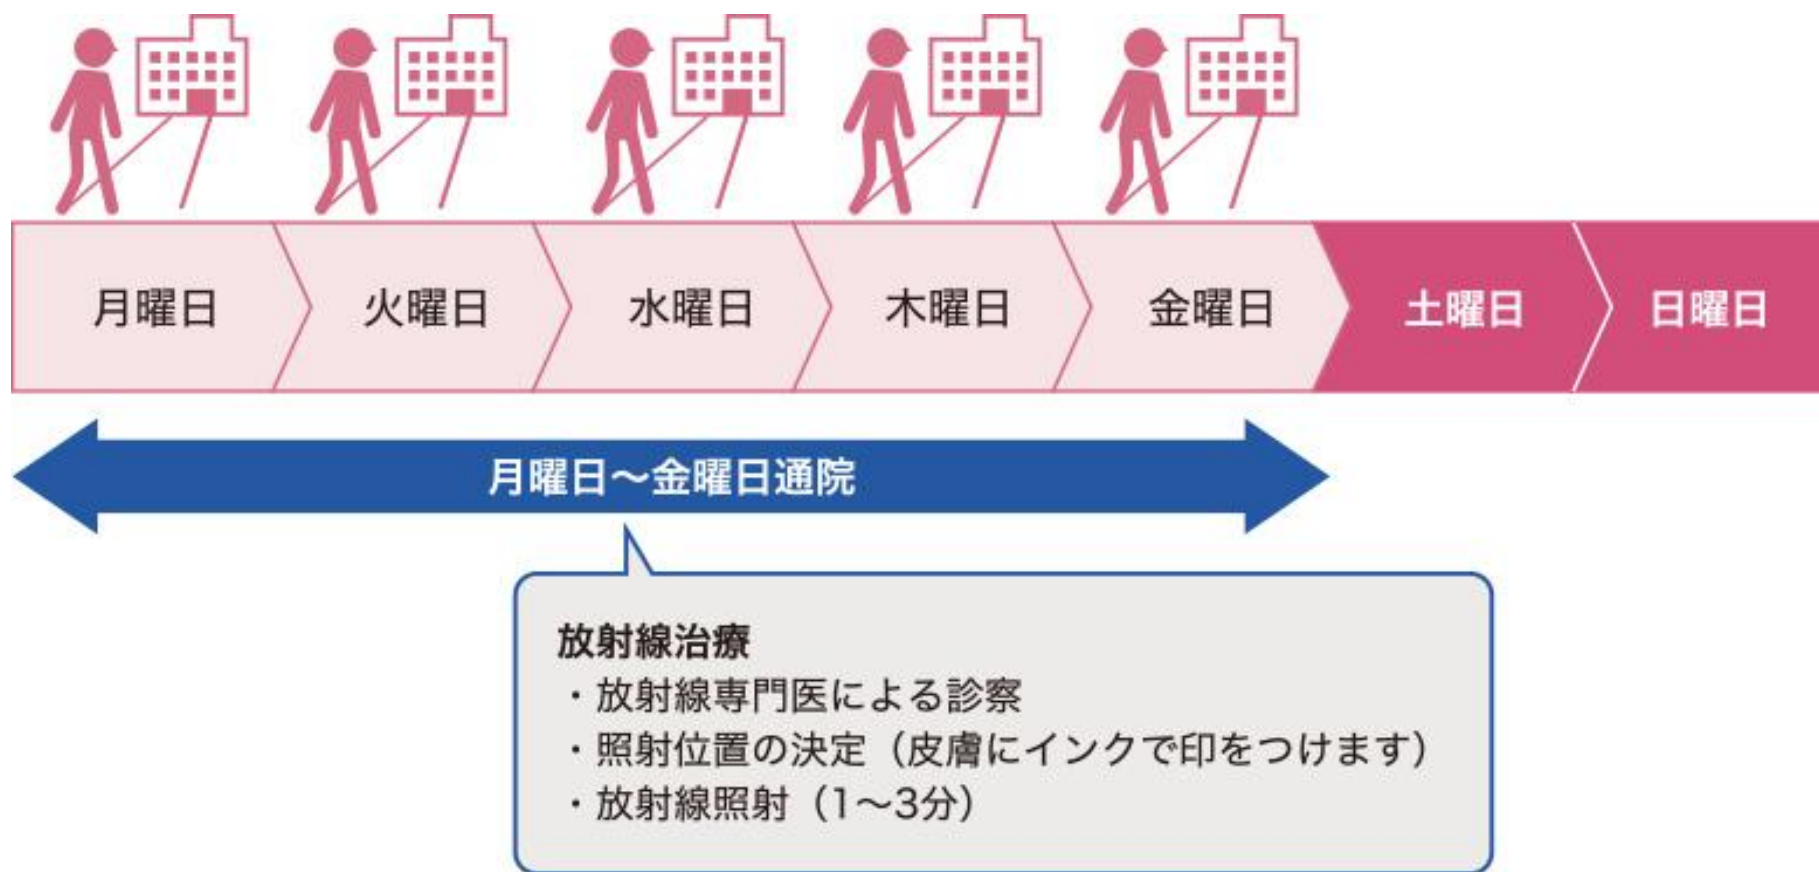 月曜日
火曜日
水曜日
木曜日
金曜日
土曜日
日曜日
月曜日～金曜日通院
放射線治療
・放射線専門医による診察
・照射位置の決定（皮膚にインクで印をつけます）
・放射線照射（1～3分）